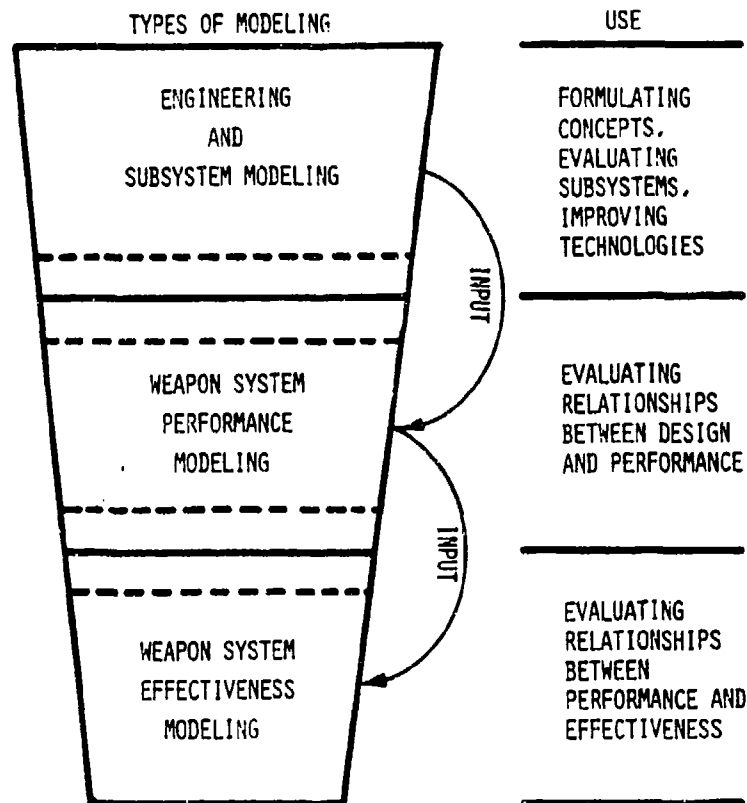 TYPES OF MODELING
USE
ENGINEERING
AND
SUBSYSTEM MODELING
FORMULATING
CONCEPTS,
EVALUATING
SUBSYSTEMS,
IMPROVING
TECHNOLOGIES
INPUT
WEAPON SYSTEM
PERFORMANCE
MODELING
EVALUATING
RELATIONSHIPS
BETWEEN DESIGN
AND PERFORMANCE
INPUT
WEAPON SYSTEM
EFFECTIVENESS
MODELING
EVALUATING
RELATIONSHIPS
BETWEEN
PERFORMANCE AND
EFFECTIVENESS